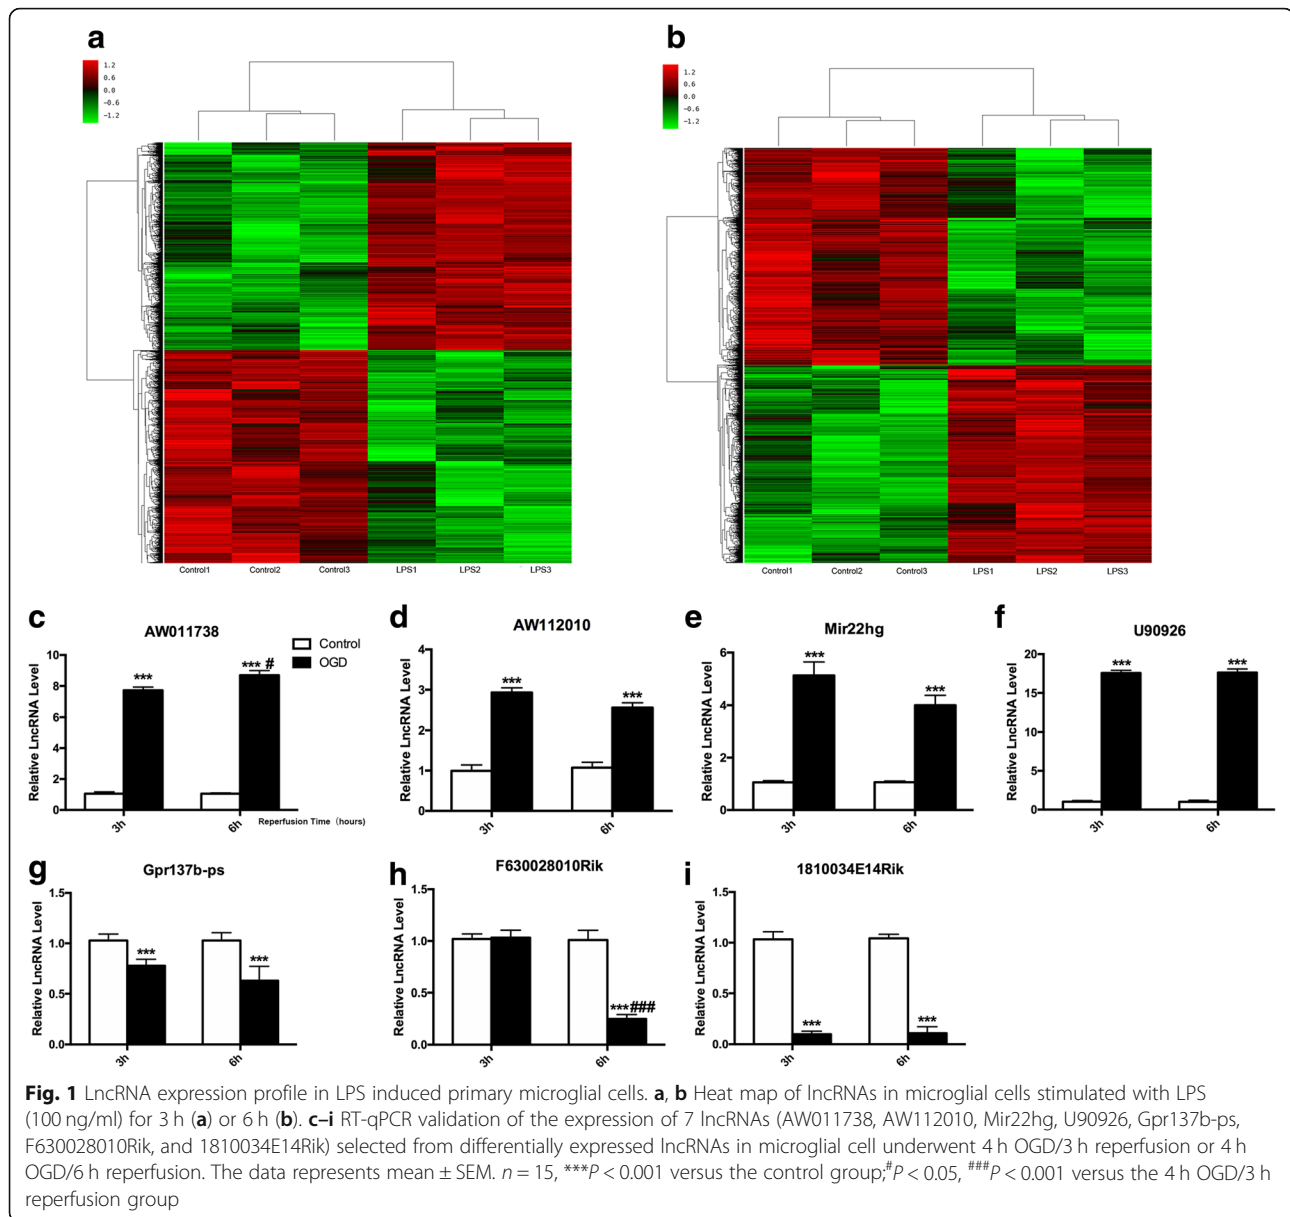 a
1.2
0.6
0.0
−0.6
−1.2
Control1 Control2 Control3 LPS1 LPS2 LPS3
b
1.2
0.6
0.0
−0.6
−1.2
Control1 Control2 Control3 LPS1 LPS2 LPS3
c
AW011738
Control
OGD
Relative LncRNA Level
10
8
6
4
2
0
***
*** #
3h
6h
Reperfusion Time (hours)
d
AW112010
Relative LncRNA Level
4
3
2
1
0
***
***
3h
6h
e
Mir22hg
Relative LncRNA Level
6
4
2
0
***
***
3h
6h
f
U90926
Relative LncRNA Level
20
15
10
5
0
***
***
3h
6h
g
Gpr137b-ps
Relative LncRNA Level
1.5
1.0
0.5
0.0
***
***
3h
6h
h
F630028010Rik
Relative LncRNA Level
1.5
1.0
0.5
0.0
***###
3h
6h
i
1810034E14Rik
Relative LncRNA Level
1.5
1.0
0.5
0.0
***
***
3h
6h
Fig. 1 LncRNA expression profile in LPS induced primary microglial cells. a, b Heat map of lncRNAs in microglial cells stimulated with LPS
(100 ng/ml) for 3 h (a) or 6 h (b). c–i RT-qPCR validation of the expression of 7 lncRNAs (AW011738, AW112010, Mir22hg, U90926, Gpr137b-ps,
F630028010Rik, and 1810034E14Rik) selected from differentially expressed lncRNAs in microglial cell underwent 4 h OGD/3 h reperfusion or 4 h
OGD/6 h reperfusion. The data represents mean ± SEM. n = 15, ***P < 0.001 versus the control group;#P < 0.05, ###P < 0.001 versus the 4 h OGD/3 h
reperfusion group